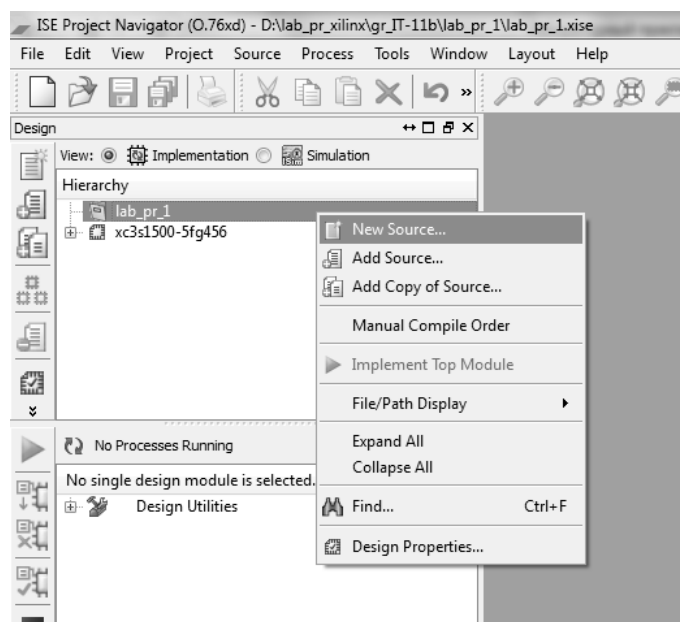 ISE Project Navigator (O.76xd) - D:\lab_pr_xilinx\gr_IT-11b\lab_pr_1\lab_pr_1.xise
File Edit View Project Source Process Tools Window Layout Help
»
Design
View: Implementation Simulation
Hierarchy
lab_pr_1
xc3s1500-5fg456
New Source...
Add Source...
Add Copy of Source...
Manual Compile Order
Implement Top Module
File/Path Display
Expand All
Collapse All
Find... Ctrl+F
Design Properties...
No Processes Running
No single design module is selected.
Design Utilities